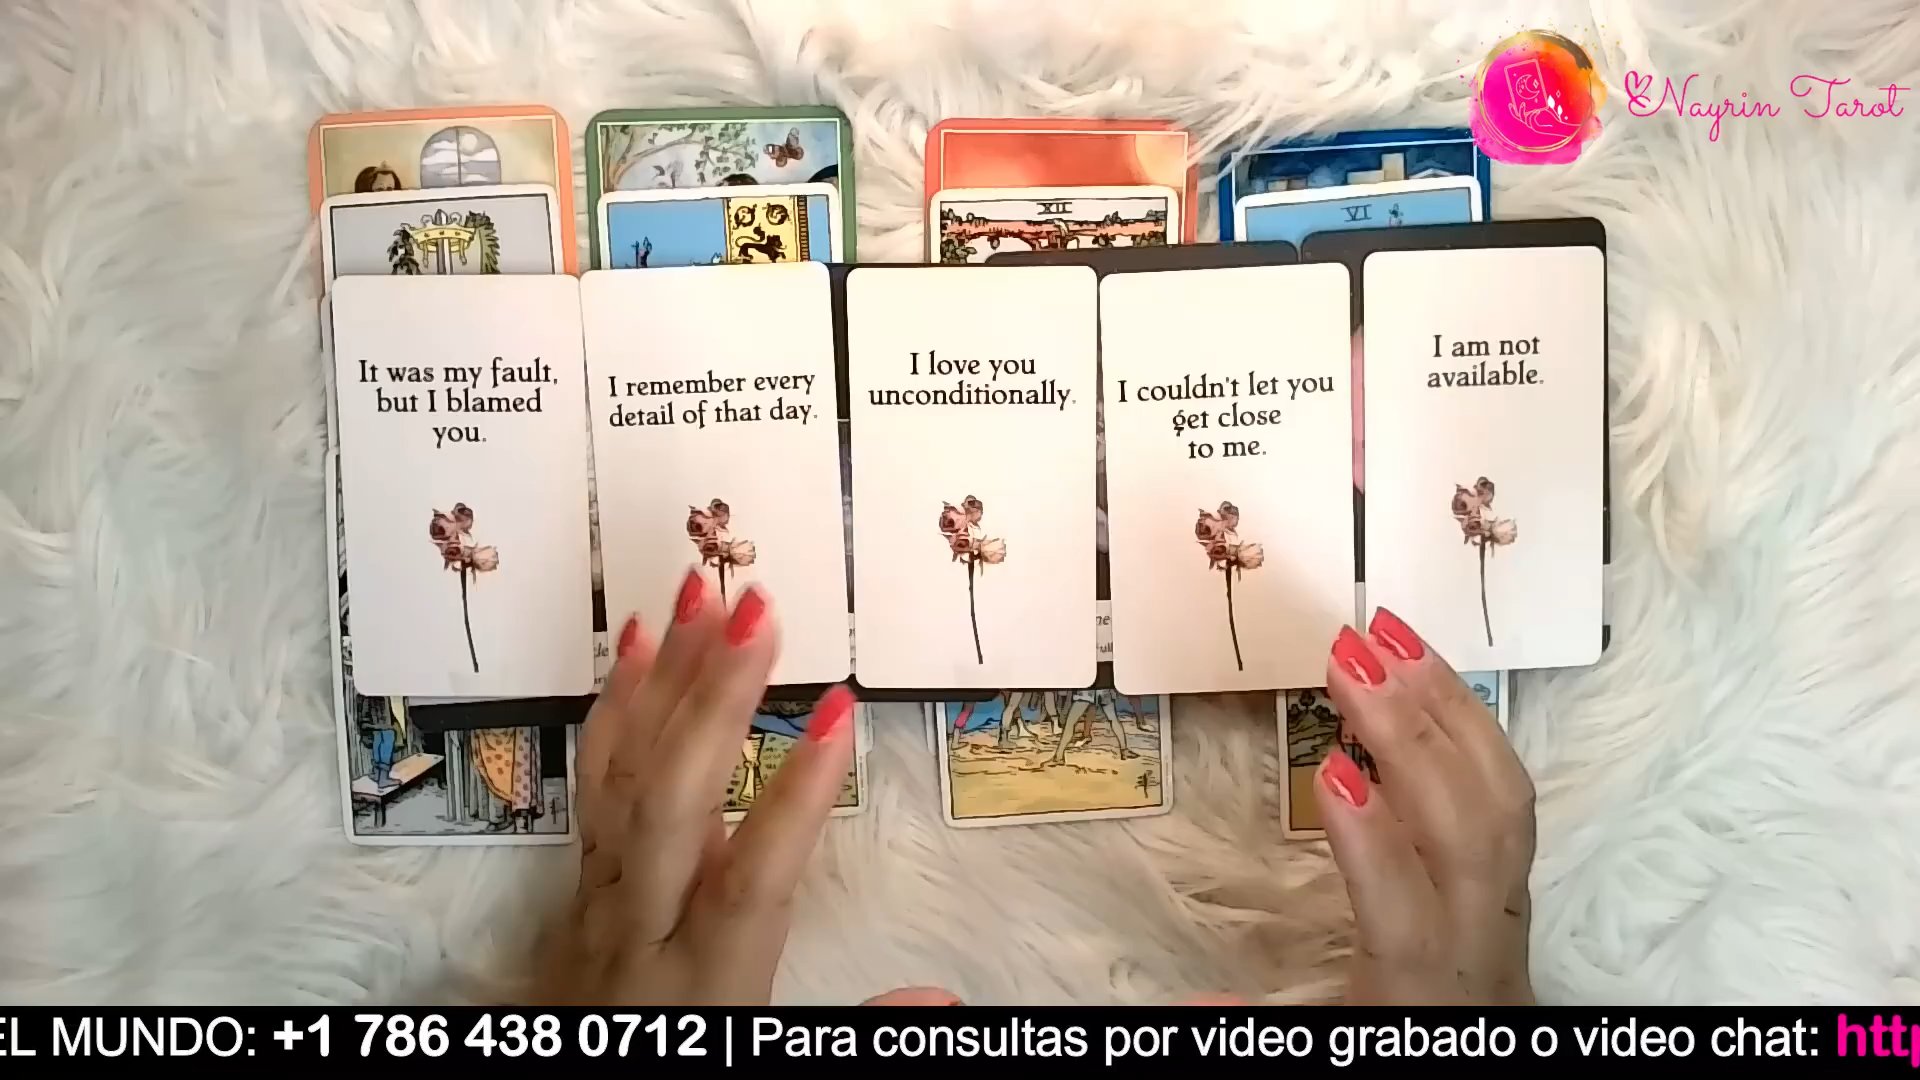 Nayrin Tarot
XII
VI
It was my fault,
but I blamed
you.
I remember every
detail of that day.
I love you
unconditionally.
I couldn't let you
get close
to me.
I am not
available.
EL MUNDO: +1 786 438 0712 | Para consultas por video grabado o video chat: http